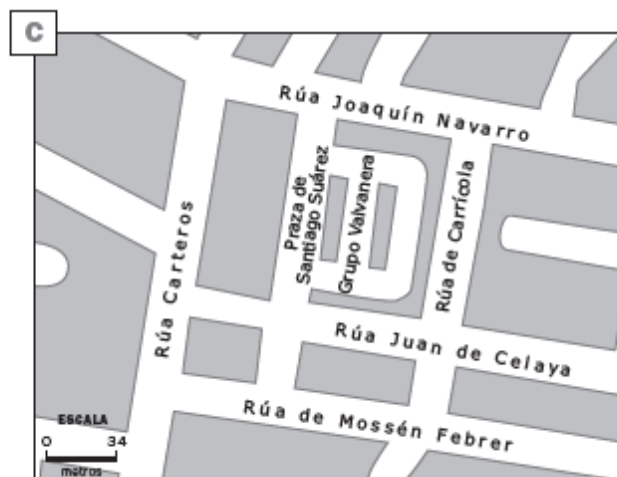 C
Rúa Joaquín Navarro
Praza de
Santiago Suárez
Grupo Valvanera
Rúa de Carrícola
Rúa Carteros
Rúa Juan de Celaya
Rúa de Mossén Febrer
ESCALA
0 34
metros